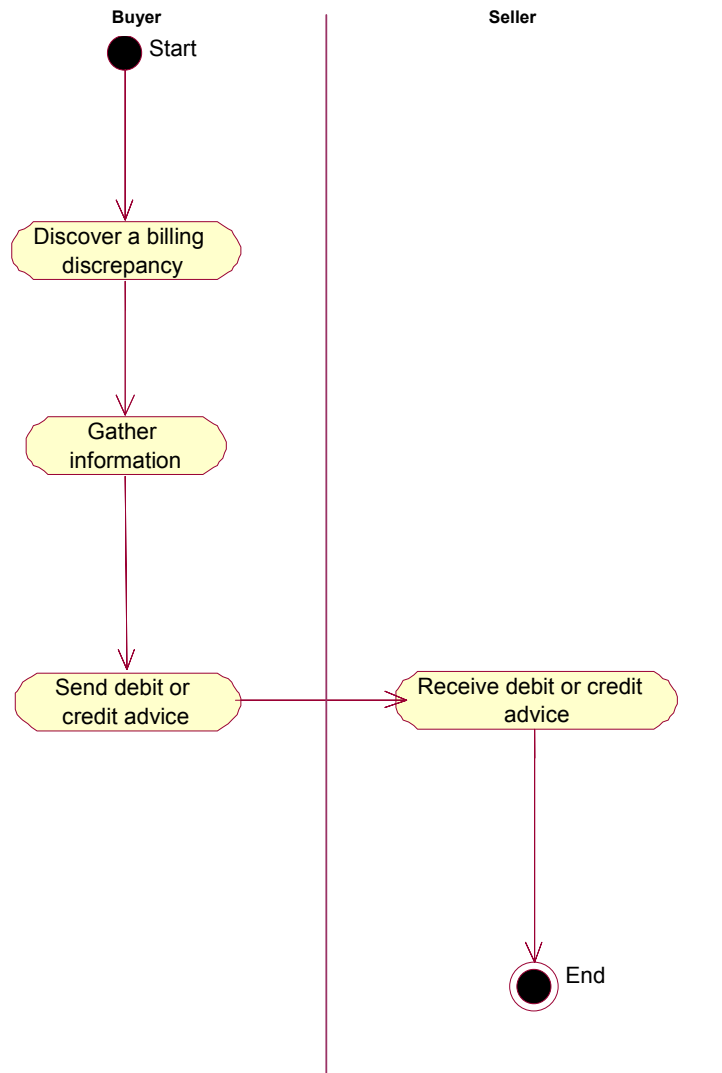 Buyer
Seller
Start
Discover a billing
discrepancy
Gather
information
Send debit or
credit advice
Receive debit or credit
advice
End